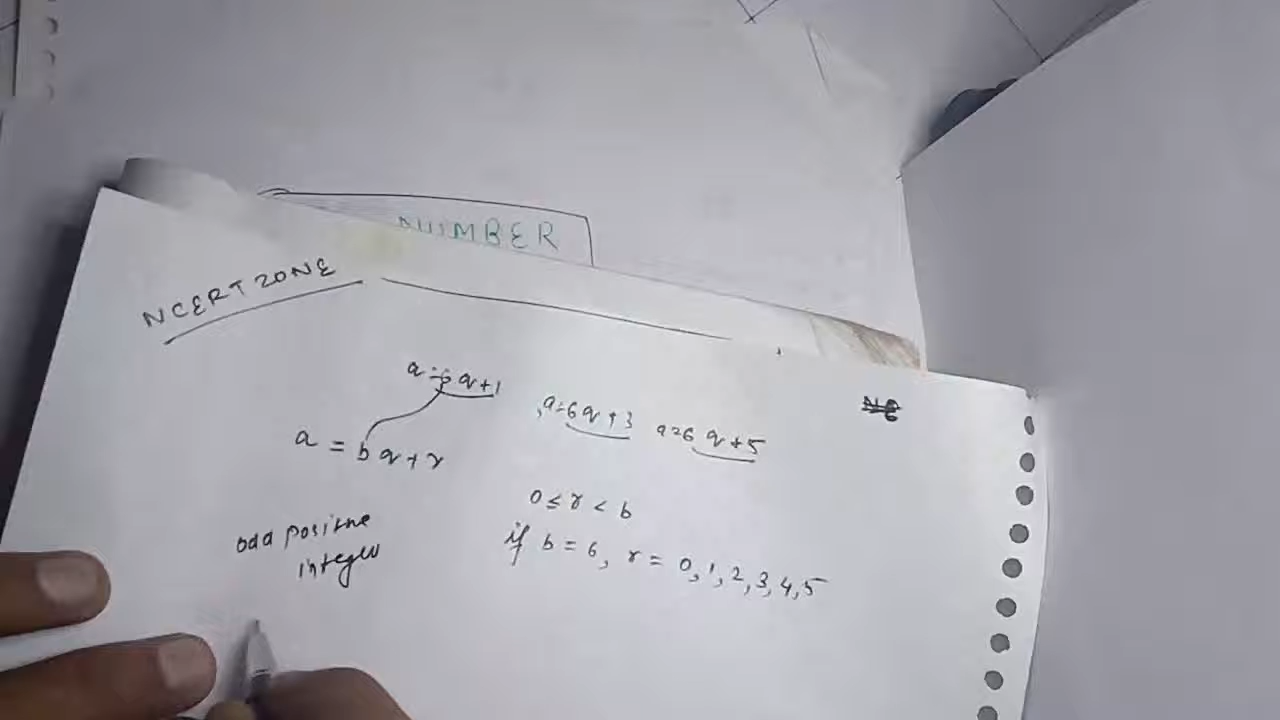 NUMBER
NCERT ZONE
a=6q+1
, a=6q+3 a=6q+5
a = bq+r
0 ≤ r < b
odd positive
integer
if b = 6, r = 0, 1, 2, 3, 4, 5